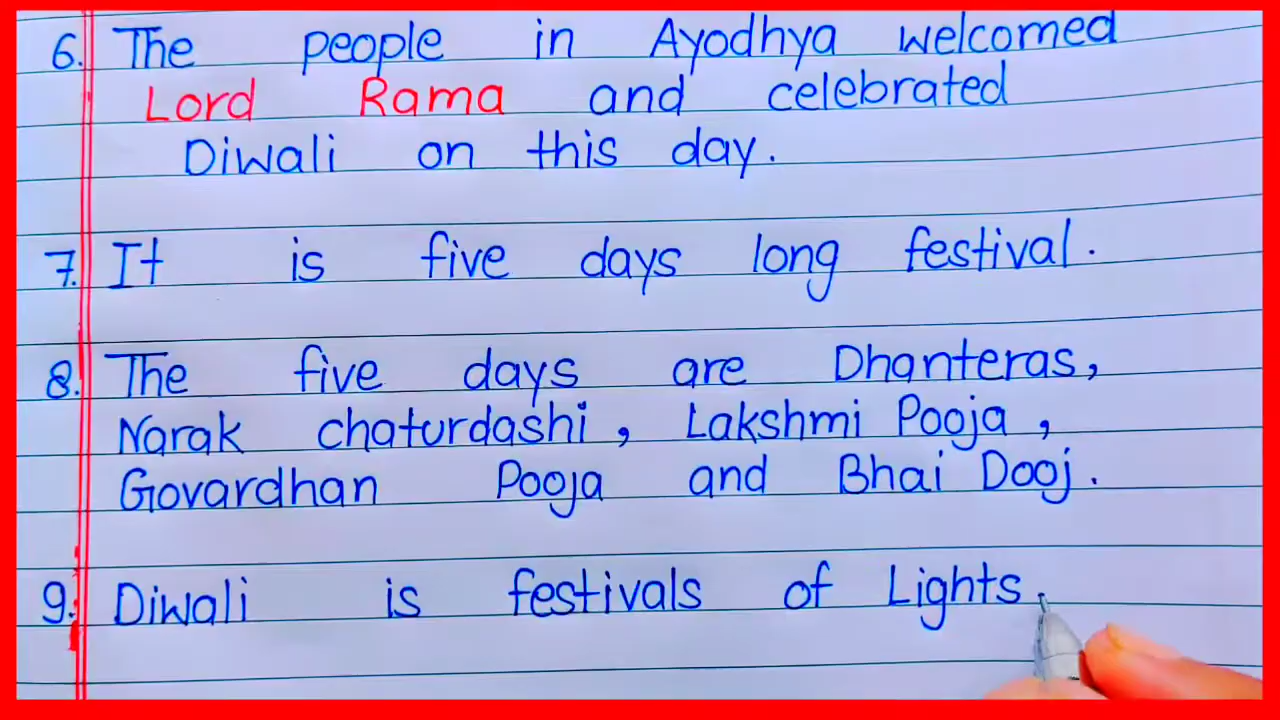 6. The people in Ayodhya welcomed
Lord Rama and celebrated
Diwali on this day.
7. It is five days long festival.
8. The five days are Dhanteras,
Narak chaturdashi, Lakshmi Pooja,
Govardhan Pooja and Bhai Dooj.
9. Diwali is festivals of Lights.